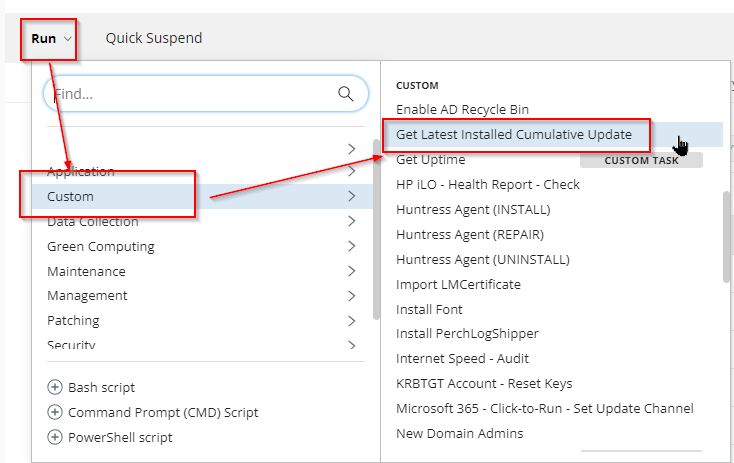 Run
Quick Suspend
Find...
Application
Custom
Data Collection
Green Computing
Maintenance
Management
Patching
Security
Bash script
Command Prompt (CMD) Script
PowerShell script
CUSTOM
Enable AD Recycle Bin
Get Latest Installed Cumulative Update
Get Uptime
CUSTOM TASK
HP iLO - Health Report - Check
Huntress Agent (INSTALL)
Huntress Agent (REPAIR)
Huntress Agent (UNINSTALL)
Import LMCertificate
Install Font
Install PerchLogShipper
Internet Speed - Audit
KRBTGT Account - Reset Keys
Microsoft 365 - Click-to-Run - Set Update Channel
New Domain Admins